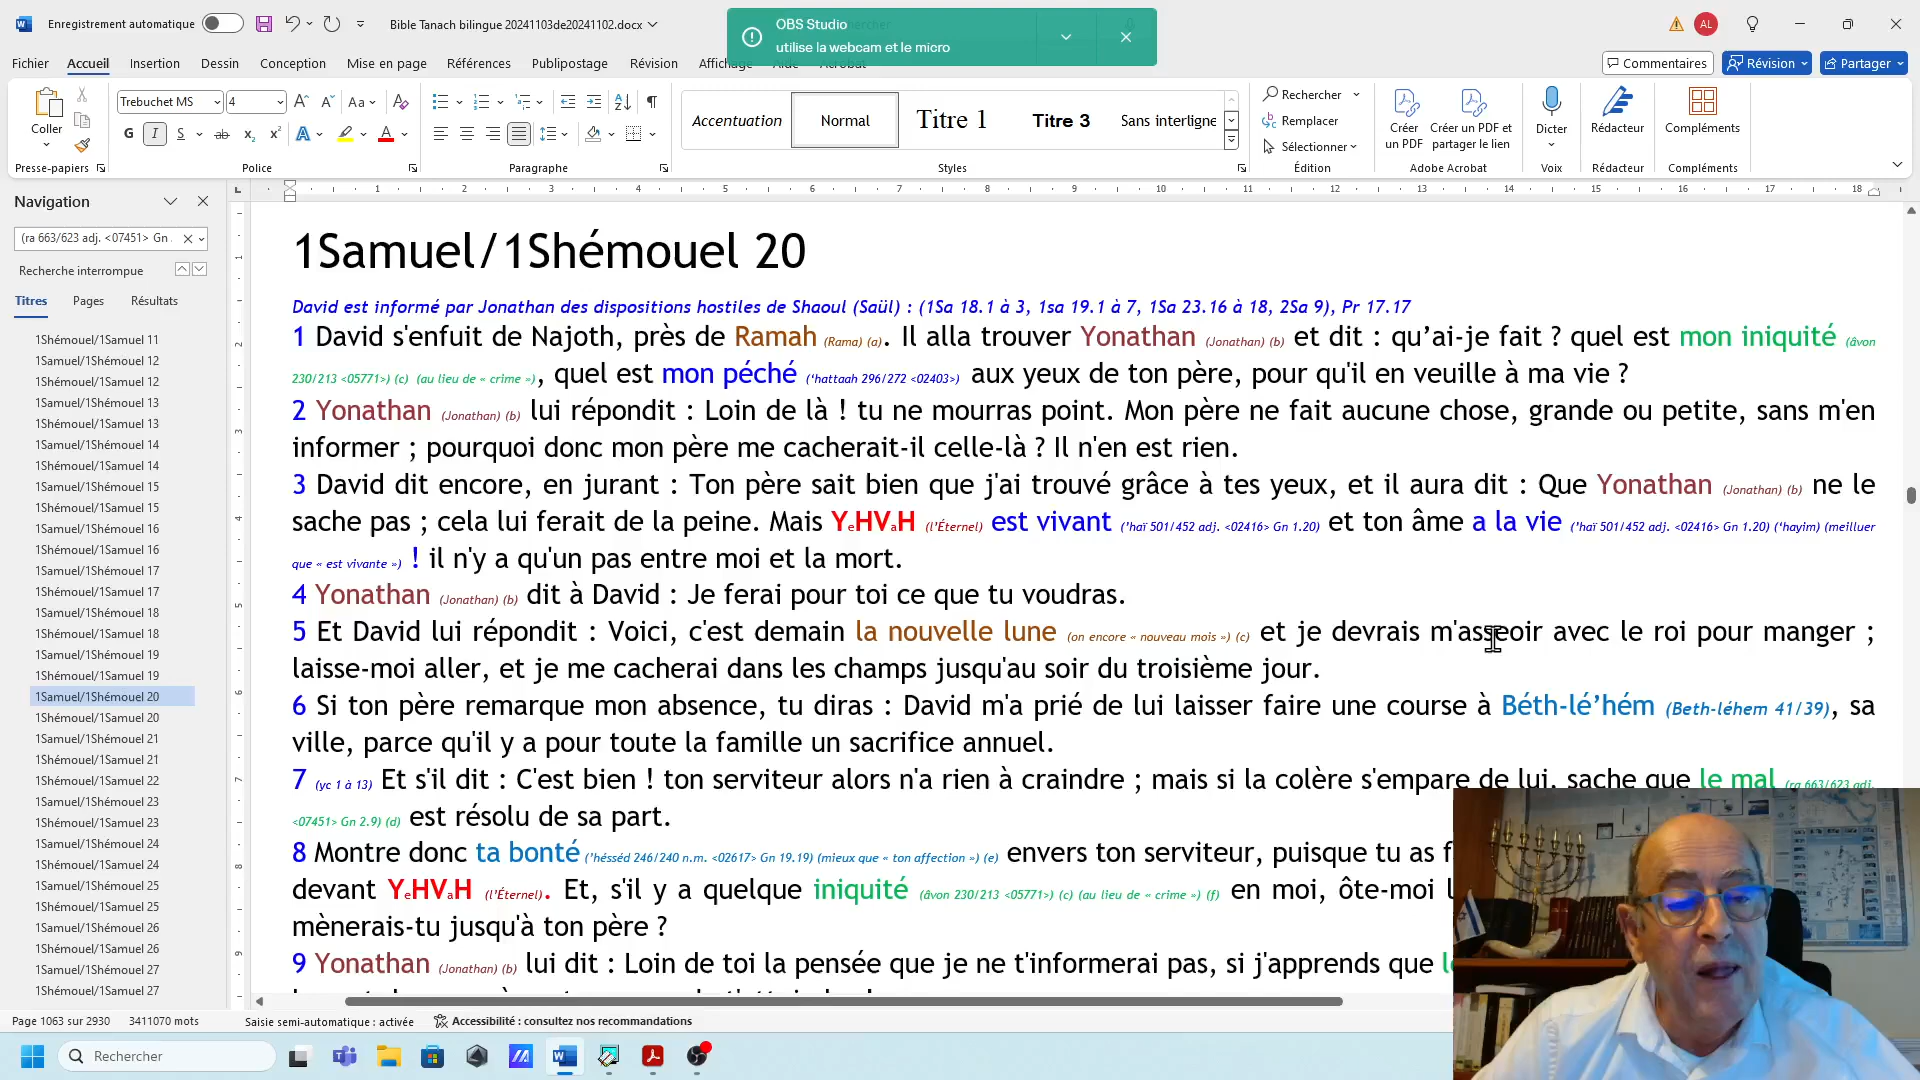 Enregistrement automatique
Bible Tanach bilingue 20241103de20241102.docx
OBS Studio
utilise la webcam et le micro
AL
Fichier Accueil Insertion Dessin Conception Mise en page Références Publipostage Révision Affichage Aide Acrobat
Commentaires Révision Partager
Coller
Trebuchet MS 4
Accentuation Normal Titre 1 Titre 3 Sans interligne
Rechercher
Remplacer
Sélectionner
Créer un PDF
Créer un PDF et partager le lien
Dicter
Rédacteur
Compléments
Presse-papiers Police Paragraphe Styles Édition Adobe Acrobat Voix Rédacteur Compléments
Navigation
(ra 663/623 adj. <07451> Gn
Recherche interrompue
Titres Pages Résultats
1Shémouel/1Samuel 11
1Shémouel/1Samuel 12
1Samuel/1Shémouel 12
1Samuel/1Shémouel 13
1Shémouel/1Samuel 13
1Shémouel/1Samuel 14
1Samuel/1Shémouel 14
1Shémouel/1Samuel 15
1Samuel/1Shémouel 15
1Shémouel/1Samuel 16
1Samuel/1Shémouel 16
1Samuel/1Shémouel 17
1Shémouel/1Samuel 17
1Samuel/1Shémouel 18
1Shémouel/1Samuel 18
1Samuel/1Shémouel 19
1Shémouel/1Samuel 19
1Samuel/1Shémouel 20
1Shémouel/1Samuel 20
1Samuel/1Shémouel 21
1Shémouel/1Samuel 21
1Samuel/1Shémouel 22
1Samuel/1Shémouel 23
1Shémouel/1Samuel 23
1Samuel/1Shémouel 24
1Shémouel/1Samuel 24
1Samuel/1Shémouel 25
1Shémouel/1Samuel 25
1Samuel/1Shémouel 26
1Shémouel/1Samuel 26
1Samuel/1Shémouel 27
1Shémouel/1Samuel 27
1Samuel/1Shémouel 20
David est informé par Jonathan des dispositions hostiles de Shaoul (Saül) : (1Sa 18.1 à 3, 1sa 19.1 à 7, 1Sa 23.16 à 18, 2Sa 9), Pr 17.17
1 David s'enfuit de Najoth, près de Ramah (Rama) (a). Il alla trouver Yonathan (Jonathan) (b) et dit : qu’ai-je fait ? quel est mon iniquité (âvon
230/213 <05771>) (c) (au lieu de « crime »), quel est mon péché (‘hattaah 296/272 <02403>) aux yeux de ton père, pour qu'il en veuille à ma vie ?
2 Yonathan (Jonathan) (b) lui répondit : Loin de là ! tu ne mourras point. Mon père ne fait aucune chose, grande ou petite, sans m'en
informer ; pourquoi donc mon père me cacherait-il celle-là ? Il n'en est rien.
3 David dit encore, en jurant : Ton père sait bien que j'ai trouvé grâce à tes yeux, et il aura dit : Que Yonathan (Jonathan) (b) ne le
sache pas ; cela lui ferait de la peine. Mais YeHVaH (l’Éternel) est vivant (’haï 501/452 adj. <02416> Gn 1.20) et ton âme a la vie (’haï 501/452 adj. <02416> Gn 1.20) (‘hayim) (meilluer
que « est vivante ») ! il n'y a qu'un pas entre moi et la mort.
4 Yonathan (Jonathan) (b) dit à David : Je ferai pour toi ce que tu voudras.
5 Et David lui répondit : Voici, c'est demain la nouvelle lune (on encore « nouveau mois ») (c) et je devrais m'asseoir avec le roi pour manger ;
laisse-moi aller, et je me cacherai dans les champs jusqu'au soir du troisième jour.
6 Si ton père remarque mon absence, tu diras : David m'a prié de lui laisser faire une course à Béth-lé’hém (Beth-léhem 41/39), sa
ville, parce qu'il y a pour toute la famille un sacrifice annuel.
7 (yc 1 à 13) Et s'il dit : C'est bien ! ton serviteur alors n'a rien à craindre ; mais si la colère s'empare de lui, sache que le mal (ra 663/623 adj.
<07451> Gn 2.9) (d) est résolu de sa part.
8 Montre donc ta bonté (’hésséd 246/240 n.m. <02617> Gn 19.19) (mieux que « ton affection ») (e) envers ton serviteur, puisque tu as f
devant YeHVaH (l’Éternel). Et, s'il y a quelque iniquité (âvon 230/213 <05771>) (c) (au lieu de « crime ») (f) en moi, ôte-moi l
mènerais-tu jusqu'à ton père ?
9 Yonathan (Jonathan) (b) lui dit : Loin de toi la pensée que je ne t'informerai pas, si j'apprends que l
Page 1063 sur 2930 3411070 mots Saisie semi-automatique : activée Accessibilité : consultez nos recommandations
Rechercher